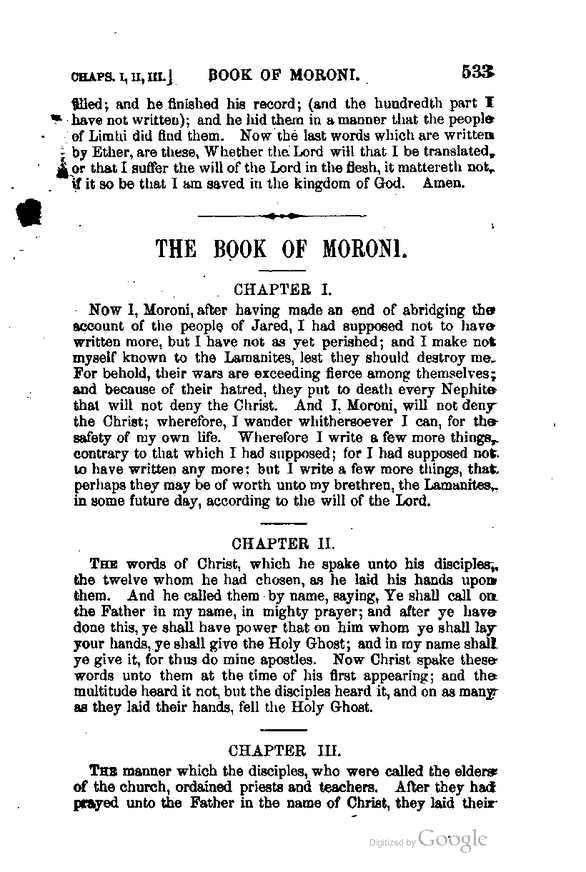 CHAPS. I, II, III.] BOOK OF MORONI. 533
filled; and he finished his record; (and the hundredth part I
have not written); and he hid them in a manner that the people
of Limhi did find them. Now the last words which are written
by Ether, are these, Whether the Lord will that I be translated,
or that I suffer the will of the Lord in the flesh, it mattereth not,
if it so be that I am saved in the kingdom of God. Amen.
THE BOOK OF MORONI.
CHAPTER I.
Now I, Moroni, after having made an end of abridging the
account of the people of Jared, I had supposed not to have
written more, but I have not as yet perished; and I make not
myself known to the Lamanites, lest they should destroy me.
For behold, their wars are exceeding fierce among themselves;
and because of their hatred, they put to death every Nephite
that will not deny the Christ. And I, Moroni, will not deny
the Christ; wherefore, I wander whithersoever I can, for the
safety of my own life. Wherefore I write a few more things,
contrary to that which I had supposed; for I had supposed not
to have written any more; but I write a few more things, that
perhaps they may be of worth unto my brethren, the Lamanites,
in some future day, according to the will of the Lord.
CHAPTER II.
THE words of Christ, which he spake unto his disciples,
the twelve whom he had chosen, as he laid his hands upon
them. And he called them by name, saying, Ye shall call on
the Father in my name, in mighty prayer; and after ye have
done this, ye shall have power that on him whom ye shall lay
your hands, ye shall give the Holy Ghost; and in my name shall
ye give it, for thus do mine apostles. Now Christ spake these
words unto them at the time of his first appearing; and the
multitude heard it not, but the disciples heard it, and on as many
as they laid their hands, fell the Holy Ghost.
CHAPTER III.
THE manner which the disciples, who were called the elders
of the church, ordained priests and teachers. After they had
prayed unto the Father in the name of Christ, they laid their
Digitized by Google